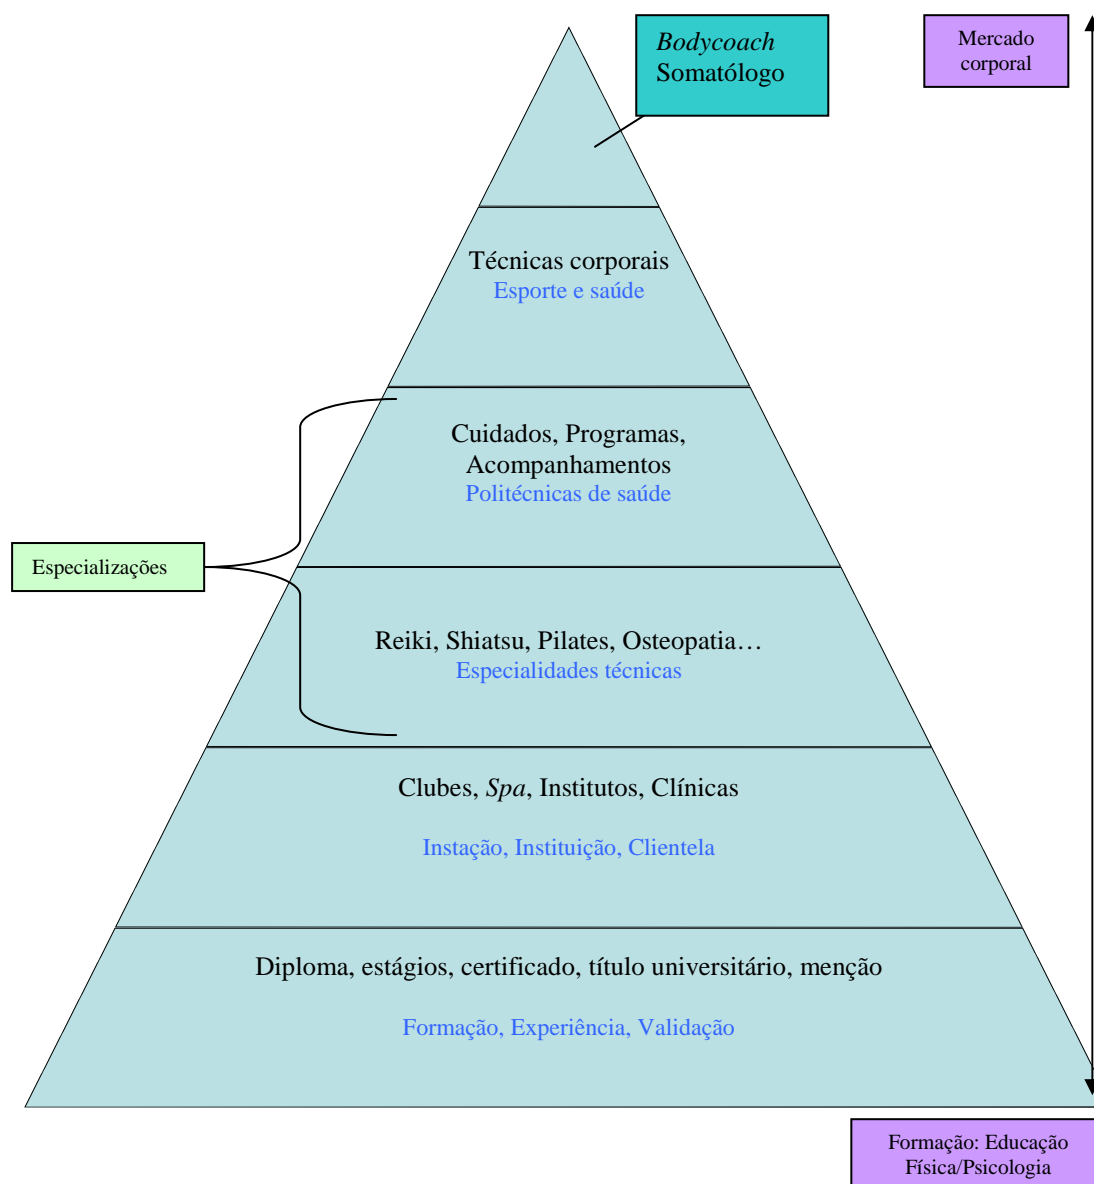 Bodycoach
Somatólogo
Mercado
corporal
Técnicas corporais
Esporte e saúde
Cuidados, Programas,
Acompanhamentos
Politécnicas de saúde
Especializações
Reiki, Shiatsu, Pilates, Osteopatia…
Especialidades técnicas
Clubes, Spa, Institutos, Clínicas
Instação, Instituição, Clientela
Diploma, estágios, certificado, título universitário, menção
Formação, Experiência, Validação
Formação: Educação
Física/Psicologia